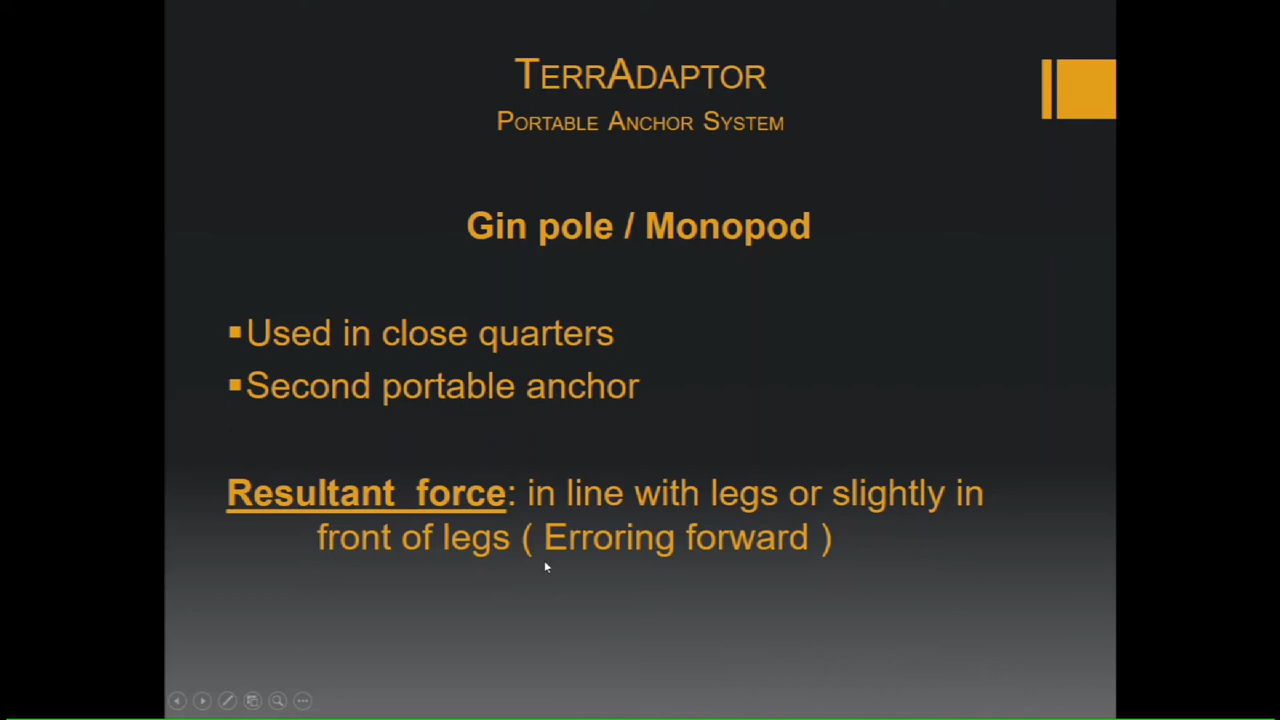 TERRADAPTOR
PORTABLE ANCHOR SYSTEM
Gin pole / Monopod
▪Used in close quarters
▪Second portable anchor
Resultant force: in line with legs or slightly in
front of legs ( Erroring forward )